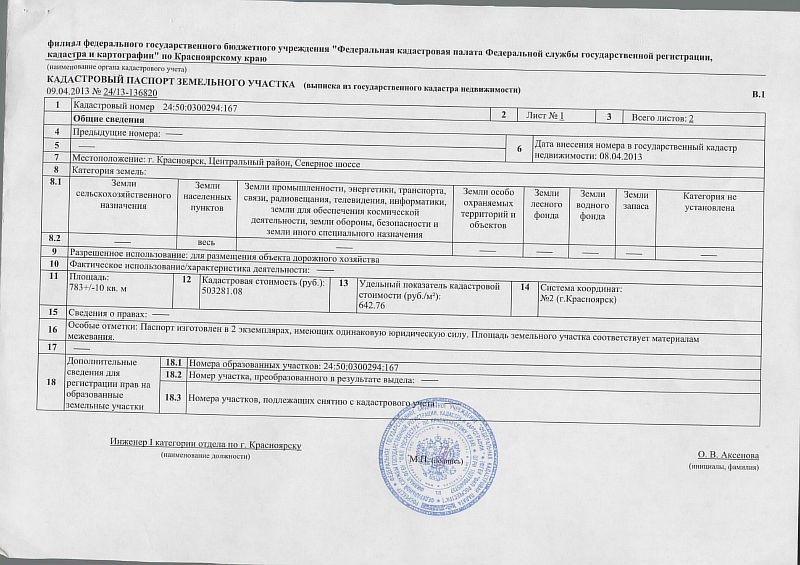 филиал федерального государственного бюджетного учреждения "Федеральная кадастровая палата Федеральной службы государственной регистрации,
кадастра и картографии" по Красноярскому краю
(наименование органа кадастрового учета)
КАДАСТРОВЫЙ ПАСПОРТ ЗЕМЕЛЬНОГО УЧАСТКА (выписка из государственного кадастра недвижимости)
09.04.2013 № 24/13-136820
В.1
1 Кадастровый номер 24:50:0300294:167 2 Лист № 1 3 Всего листов: 2
Общие сведения
4 Предыдущие номера: —
5 —
6 Дата внесения номера в государственный кадастр
недвижимости: 08.04.2013
7 Местоположение: г. Красноярск, Центральный район, Северное шоссе
8 Категория земель:
8.1 Земли
сельскохозяйственного
назначения
Земли
населенных
пунктов
Земли промышленности, энергетики, транспорта,
связи, радиовещания, телевидения, информатики,
земли для обеспечения космической
деятельности, земли обороны, безопасности и
земли иного специального назначения
Земли особо
охраняемых
территорий и
объектов
Земли
лесного
фонда
Земли
водного
фонда
Земли
запаса
Категория не
установлена
8.2 — весь — — — — — —
9 Разрешенное использование: для размещения объекта дорожного хозяйства
10 Фактическое использование/характеристика деятельности: —
11 Площадь:
783+/-10 кв. м
12 Кадастровая стоимость (руб.):
503281.08
13 Удельный показатель кадастровой
стоимости (руб./м²):
642.76
14 Система координат:
№2 (г.Красноярск)
15 Сведения о правах: —
16 Особые отметки: Паспорт изготовлен в 2 экземплярах, имеющих одинаковую юридическую силу. Площадь земельного участка соответствует материалам
межевания.
17 —
18 Дополнительные
сведения для
регистрации прав на
образованные
земельные участки
18.1 Номера образованных участков: 24:50:0300294:167
18.2 Номер участка, преобразованного в результате выдела: —
18.3 Номера участков, подлежащих снятию с кадастрового учета:
Инженер I категории отдела по г. Красноярску
(наименование должности)
М.П. (подпись)
О. В. Аксенова
(инициалы, фамилия)